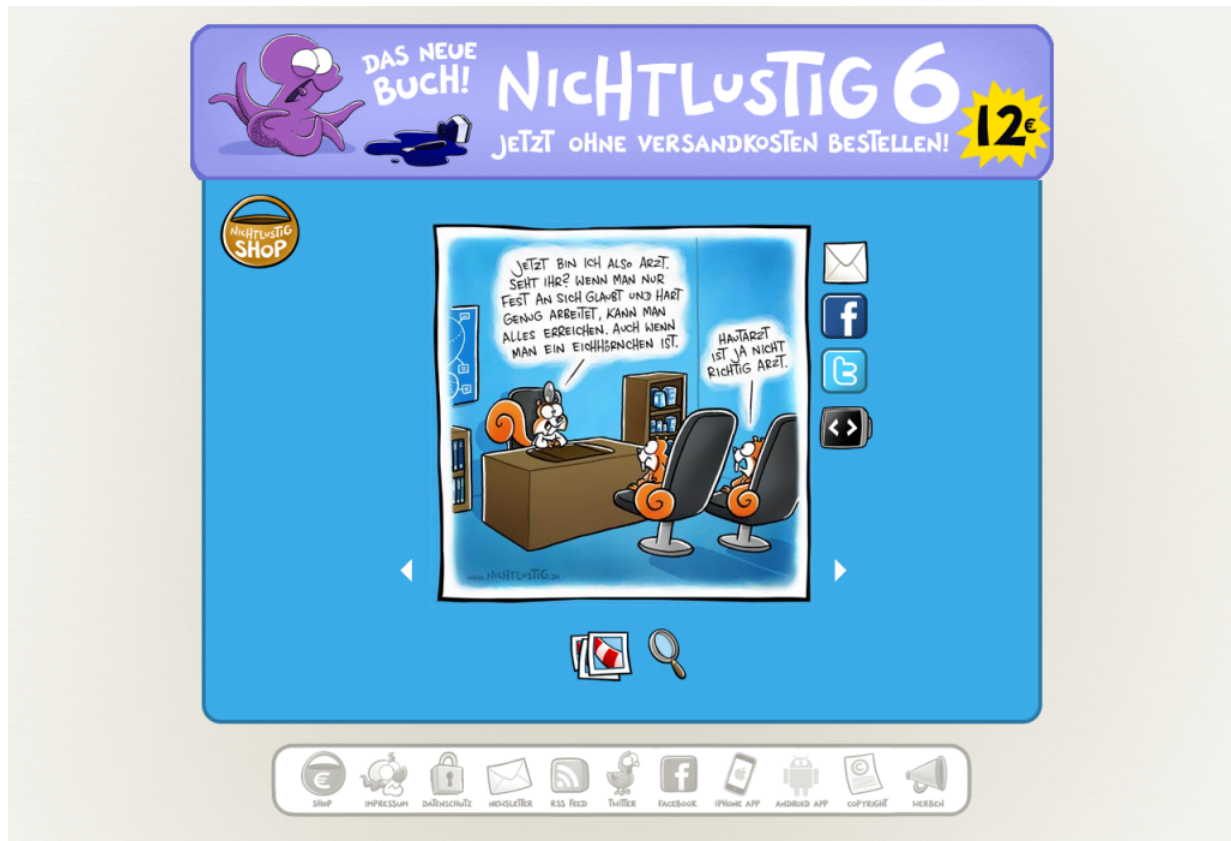 DAS NEUE
BUCH!
NICHTLUSTIG 6
JETZT OHNE VERSANDKOSTEN BESTELLEN!
12€
NICHTLUSTIG
SHOP
JETZT BIN ICH ALSO ARZT.
SEHT IHR? WENN MAN NUR
FEST AN SICH GLAUBT UND HART
GENUG ARBEITET, KANN MAN
ALLES ERREICHEN. AUCH WENN
MAN EIN EICHHÖRNCHEN IST.
HAUTARZT
IST JA NICHT
RICHTIG ARZT.
www.NICHTLUSTIG.DE
SHOP
IMPRESSUM
DATENSCHUTZ
NEWSLETTER
RSS FEED
TWITTER
FACEBOOK
IPHONE APP
ANDROID APP
COPYRIGHT
WERBEN